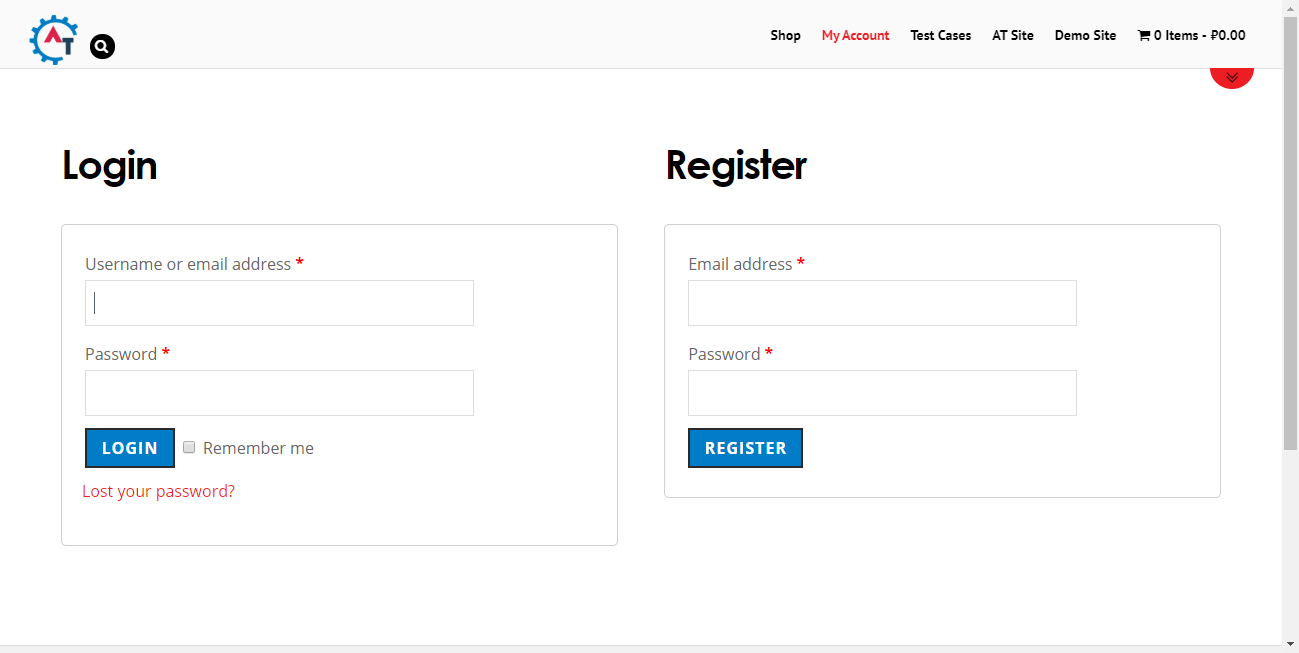 AT
Shop My Account Test Cases AT Site Demo Site 0 Items - ₽0.00
Login
Username or email address *
Password *
LOGIN Remember me
Lost your password?
Register
Email address *
Password *
REGISTER